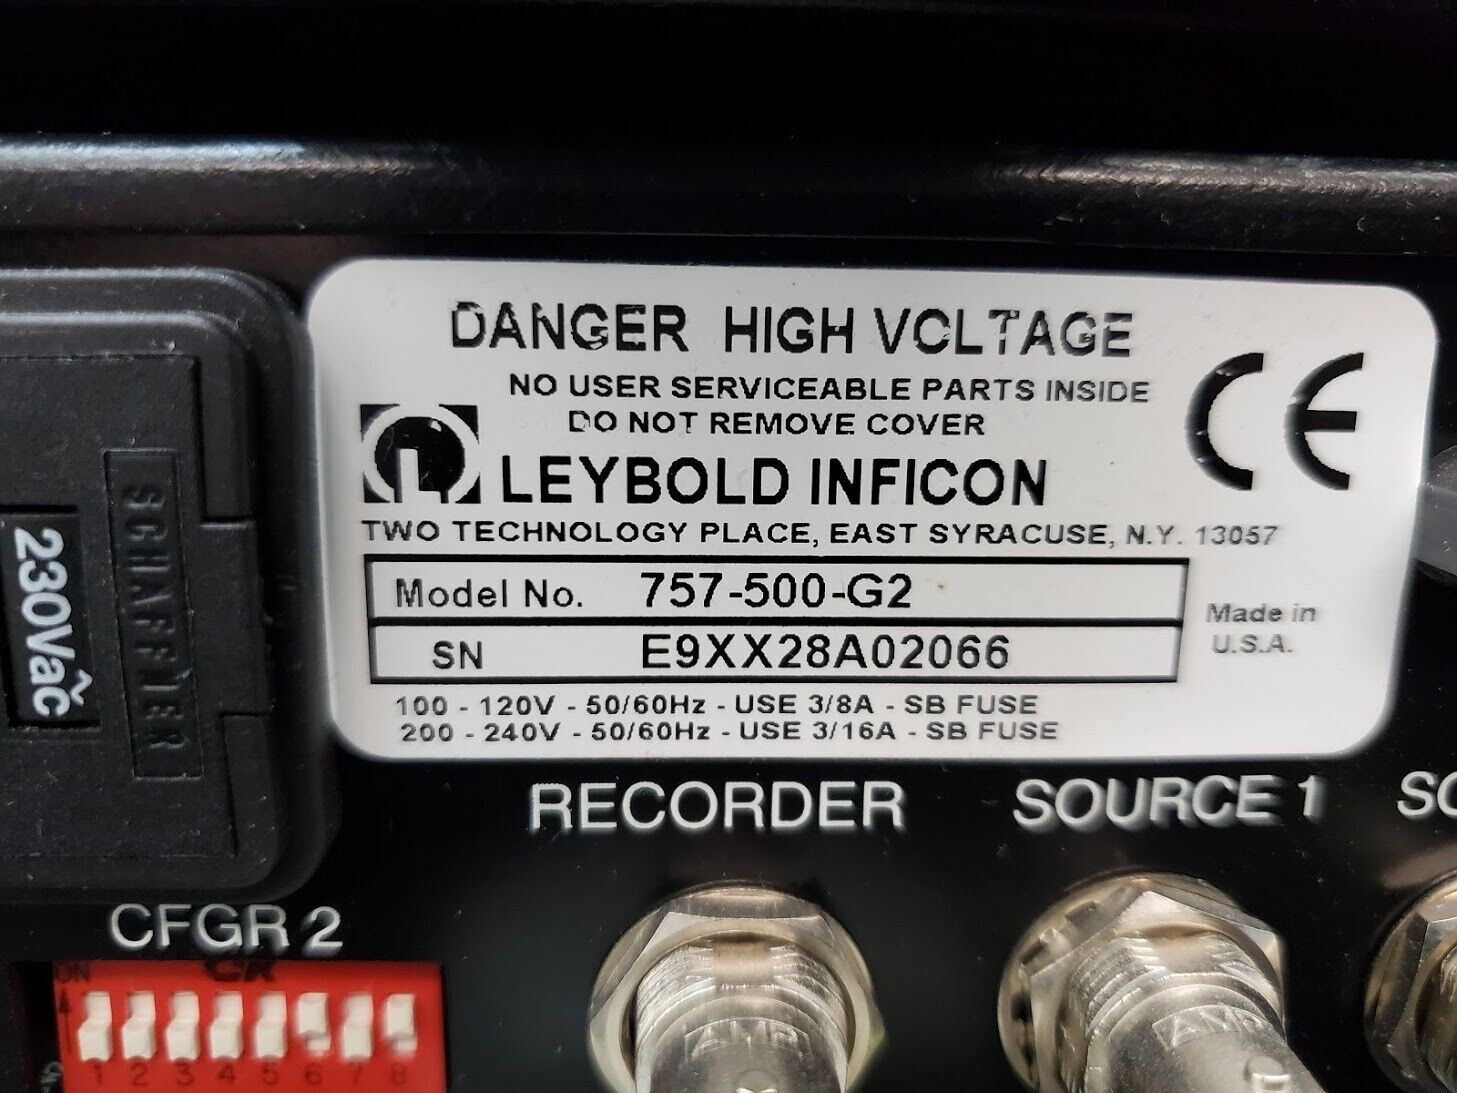 DANGER HIGH VOLTAGE
NO USER SERVICEABLE PARTS INSIDE
DO NOT REMOVE COVER
CE
L LEYBOLD INFICON
TWO TECHNOLOGY PLACE, EAST SYRACUSE, N.Y. 13057
Model No. 757-500-G2
SN E9XX28A02066
Made in
U.S.A.
100 - 120V - 50/60Hz - USE 3/8A - SB FUSE
200 - 240V - 50/60Hz - USE 3/16A - SB FUSE
SCHAFFNER
230Vac
RECORDER
SOURCE 1
SO
CFGR 2
ON
1 2 3 4 5 6 7 8
AMP
AMP